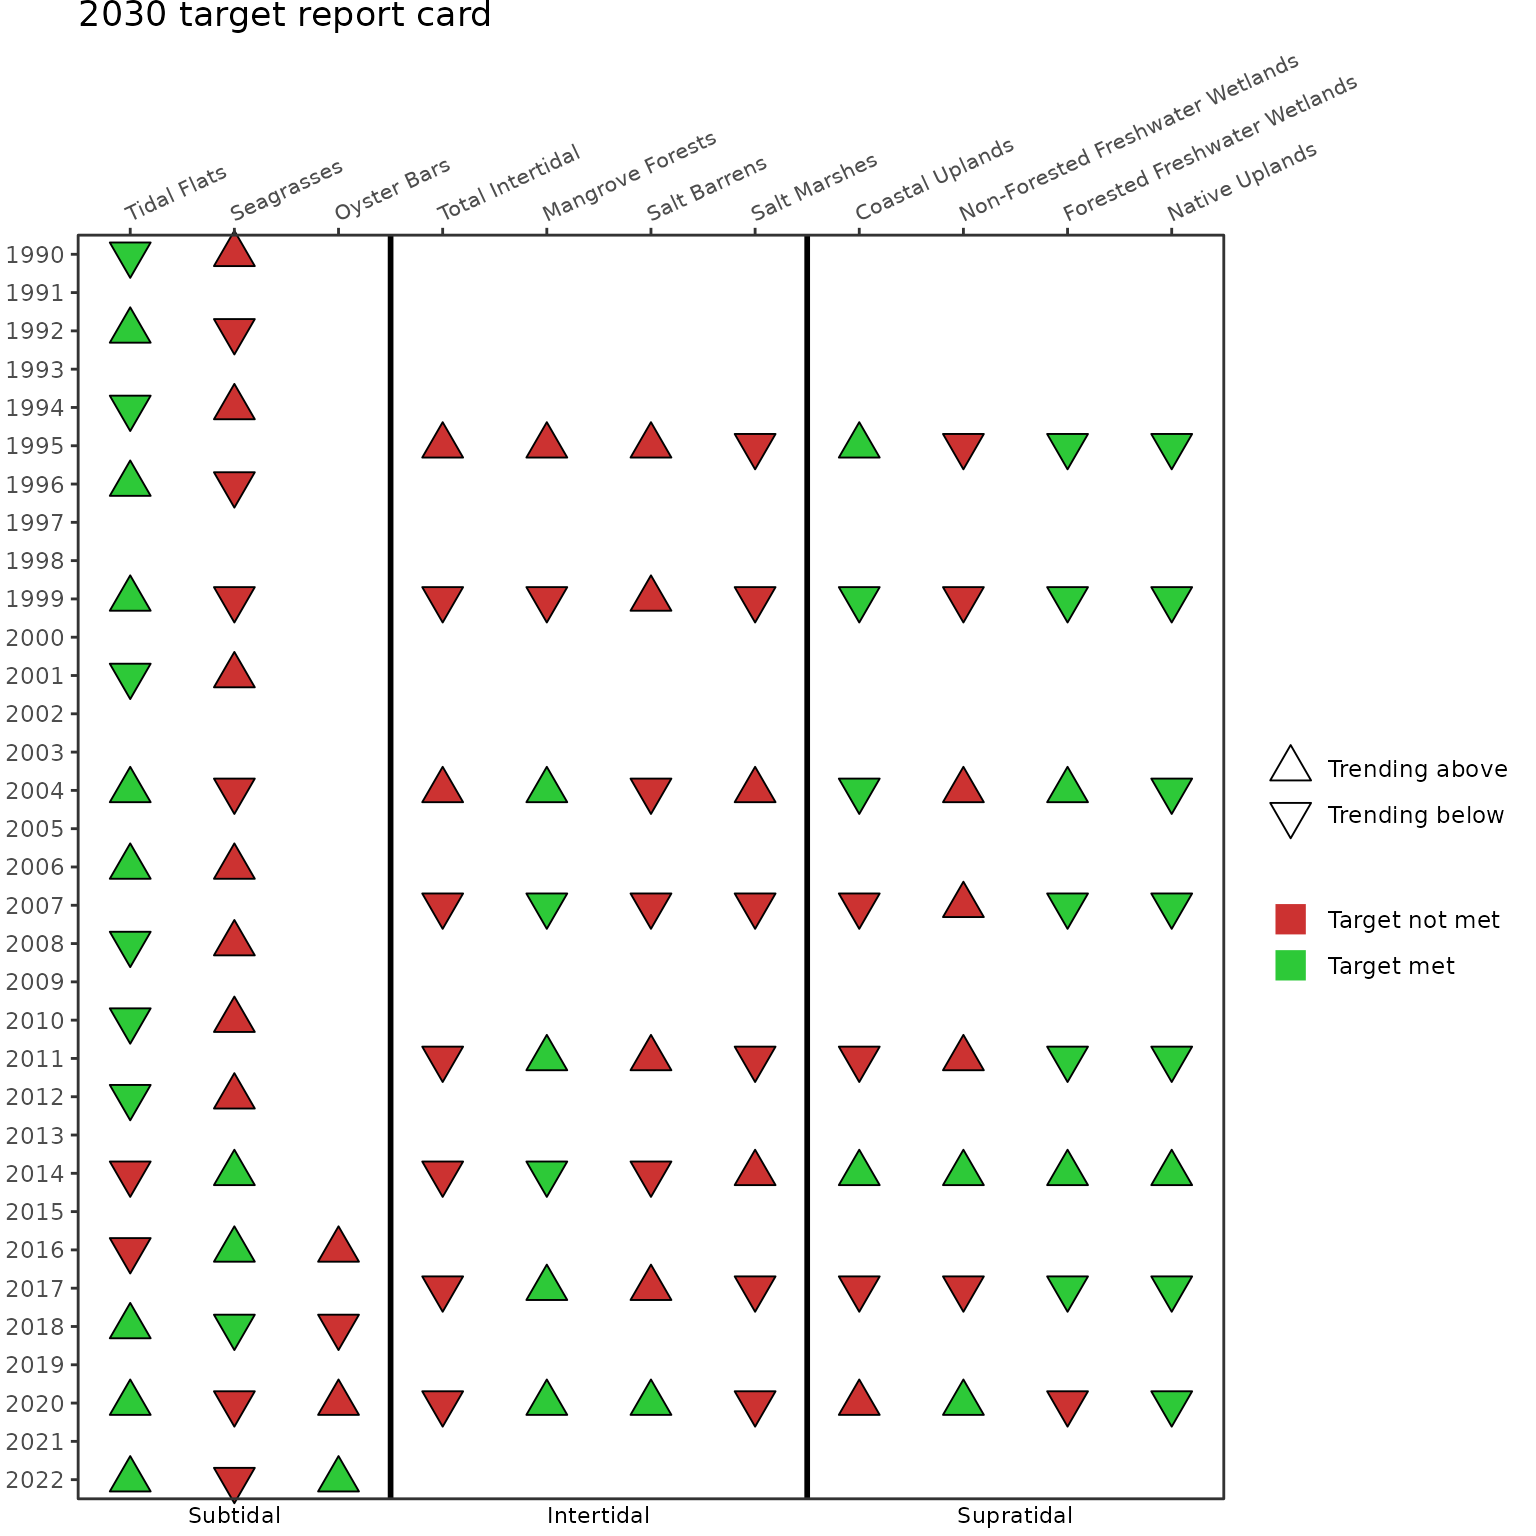 2030 target report card
Tidal Flats
Seagrasses
Oyster Bars
Total Intertidal
Mangrove Forests
Salt Barrens
Salt Marshes
Coastal Uplands
Non-Forested Freshwater Wetlands
Forested Freshwater Wetlands
Native Uplands
1990
1991
1992
1993
1994
1995
1996
1997
1998
1999
2000
2001
2002
2003
2004
2005
2006
2007
2008
2009
2010
2011
2012
2013
2014
2015
2016
2017
2018
2019
2020
2021
2022
Subtidal
Intertidal
Supratidal
Trending above
Trending below
Target not met
Target met